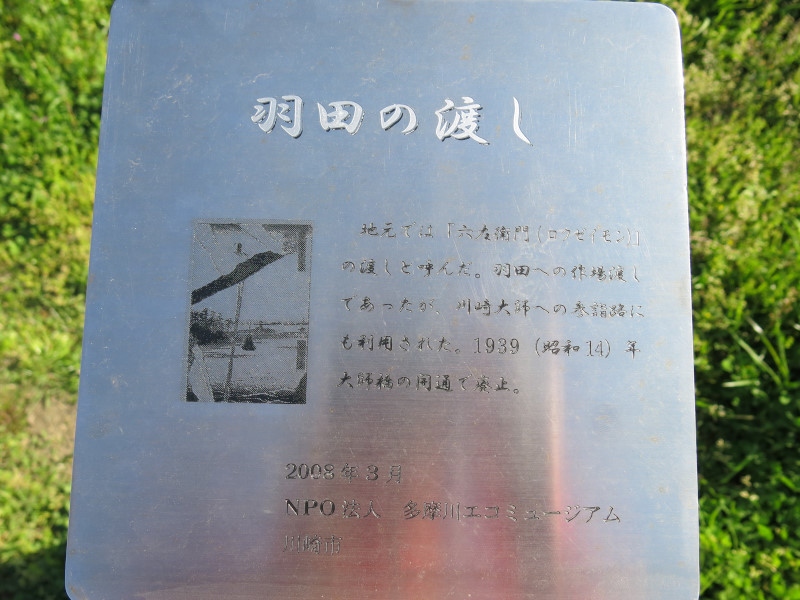 羽田の渡し
地元では「六左衛門（ロクゼイモン）」
の渡しと呼んだ。羽田への作場渡し
であったが、川崎大師への参詣路に
も利用された。1939（昭和14）年
大師橋の開通で廃止。
2008年3月
NPO法人　多摩川エコミュージアム
川崎市